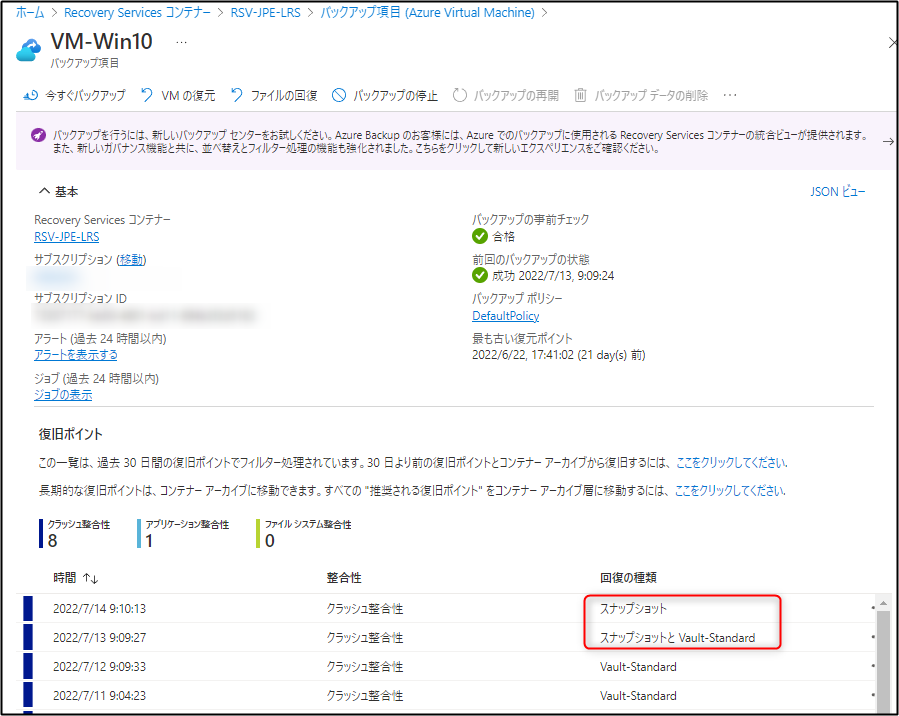 ホーム > Recovery Services コンテナー > RSV-JPE-LRS > バックアップ項目 (Azure Virtual Machine) >
VM-Win10 ...
バックアップ項目
今すぐバックアップ VM の復元 ファイルの回復 バックアップの停止 バックアップの再開 バックアップ データの削除 ...
バックアップを行うには、新しいバックアップ センターをお試しください。Azure Backup のお客様には、Azure でのバックアップに使用される Recovery Services コンテナーの統合ビューが提供されます。
また、新しいガバナンス機能と共に、並べ替えとフィルター処理の機能も強化されました。こちらをクリックして新しいエクスペリエンスをご確認ください。
基本
JSON ビュー
Recovery Services コンテナー
RSV-JPE-LRS
サブスクリプション (移動)
サブスクリプション ID
アラート (過去 24 時間以内)
アラートを表示する
ジョブ (過去 24 時間以内)
ジョブの表示
バックアップの事前チェック
合格
前回のバックアップの状態
成功 2022/7/13, 9:09:24
バックアップ ポリシー
DefaultPolicy
最も古い復元ポイント
2022/6/22, 17:41:02 (21 day(s) 前)
復旧ポイント
この一覧は、過去 30 日間の復旧ポイントでフィルター処理されています。30 日より前の復旧ポイントとコンテナー アーカイブから復旧するには、ここをクリックしてください.
長期的な復旧ポイントは、コンテナー アーカイブに移動できます。すべての "推奨される復旧ポイント" をコンテナー アーカイブ層に移動するには、ここをクリックしてください.
クラッシュ整合性
8
アプリケーション整合性
1
ファイル システム整合性
0
時間 ↑↓ 整合性 回復の種類
2022/7/14 9:10:13 クラッシュ整合性 スナップショット
2022/7/13 9:09:27 クラッシュ整合性 スナップショットと Vault-Standard
2022/7/12 9:09:33 クラッシュ整合性 Vault-Standard
2022/7/11 9:04:23 クラッシュ整合性 Vault-Standard